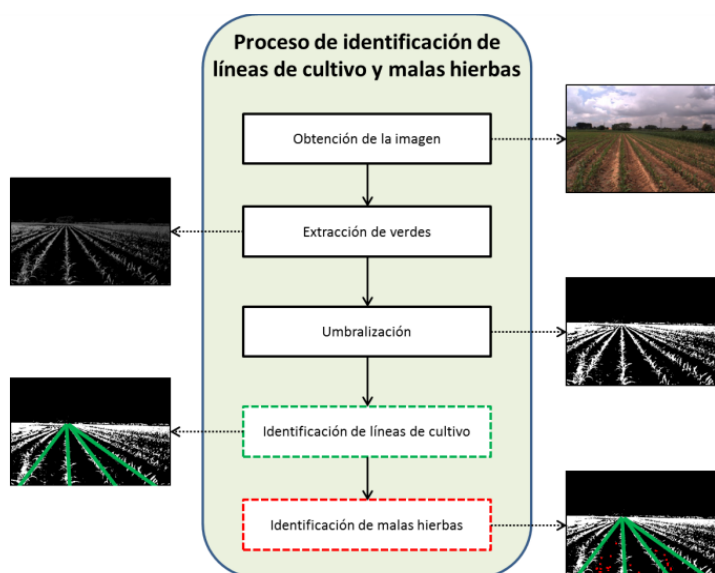 Proceso de identificación de
líneas de cultivo y malas hierbas
Obtención de la imagen
Extracción de verdes
Umbralización
Identificación de líneas de cultivo
Identificación de malas hierbas